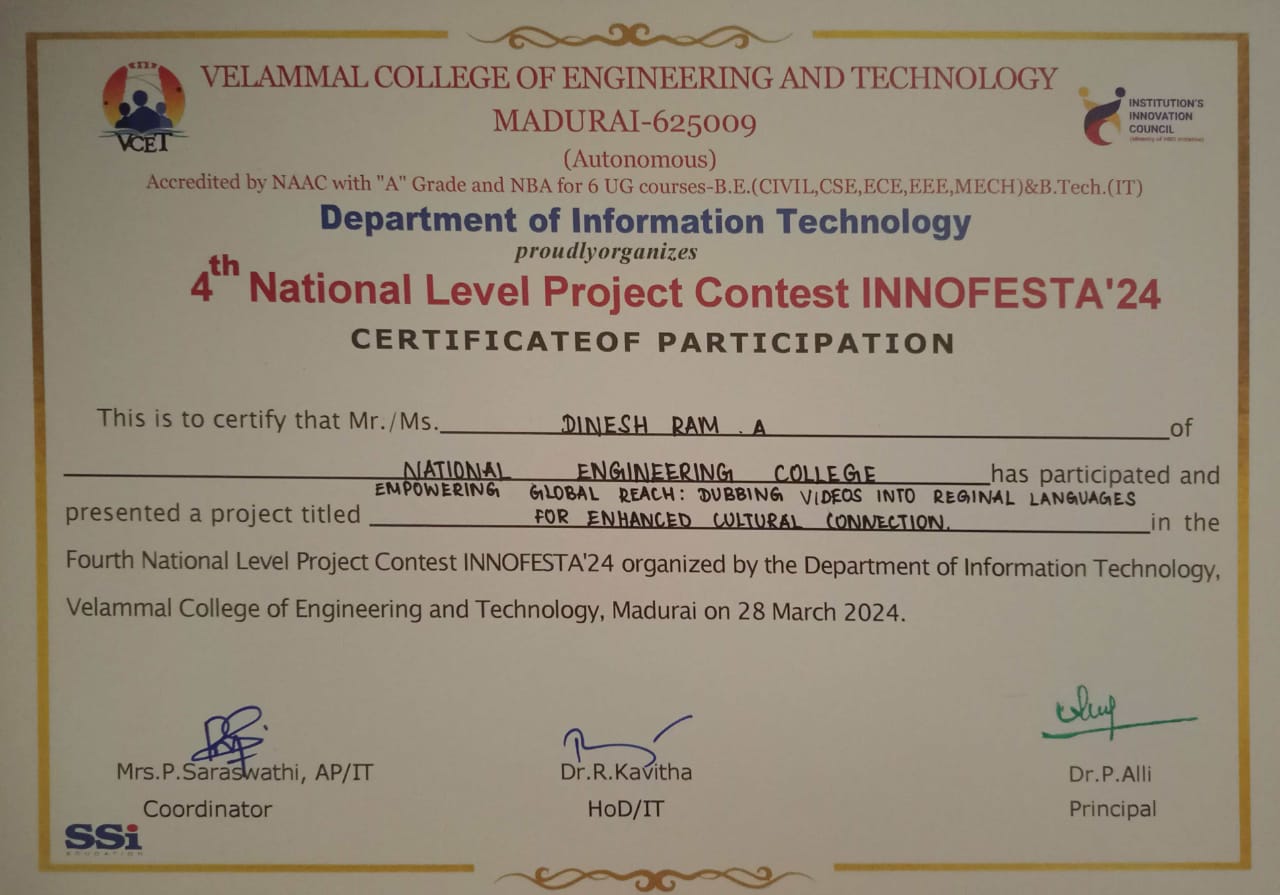 VELAMMAL COLLEGE OF ENGINEERING AND TECHNOLOGY
MADURAI-625009
(Autonomous)
Accredited by NAAC with "A" Grade and NBA for 6 UG courses-B.E.(CIVIL,CSE,ECE,EEE,MECH)&B.Tech.(IT)
VCET
INSTITUTION'S
INNOVATION
COUNCIL
Department of Information Technology
proudlyorganizes
4th National Level Project Contest INNOFESTA'24
CERTIFICATEOF PARTICIPATION
This is to certify that Mr./Ms. DINESH RAM . A of
NATIONAL ENGINEERING COLLEGE has participated and
EMPOWERING GLOBAL REACH: DUBBING VIDEOS INTO REGINAL LANGUAGES
presented a project titled FOR ENHANCED CULTURAL CONNECTION. in the
Fourth National Level Project Contest INNOFESTA'24 organized by the Department of Information Technology,
Velammal College of Engineering and Technology, Madurai on 28 March 2024.
Mrs.P.Saraswathi, AP/IT Dr.R.Kavitha Dr.P.Alli
Coordinator HoD/IT Principal
SSi
EDUCATION